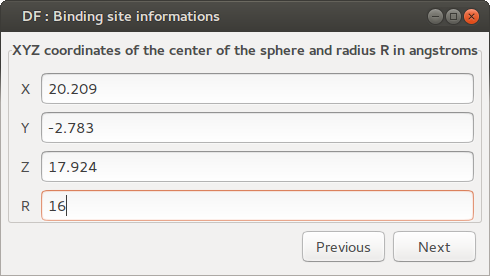 DF : Binding site informations
XYZ coordinates of the center of the sphere and radius R in angstroms
X 20.209
Y -2.783
Z 17.924
R 16
Previous Next